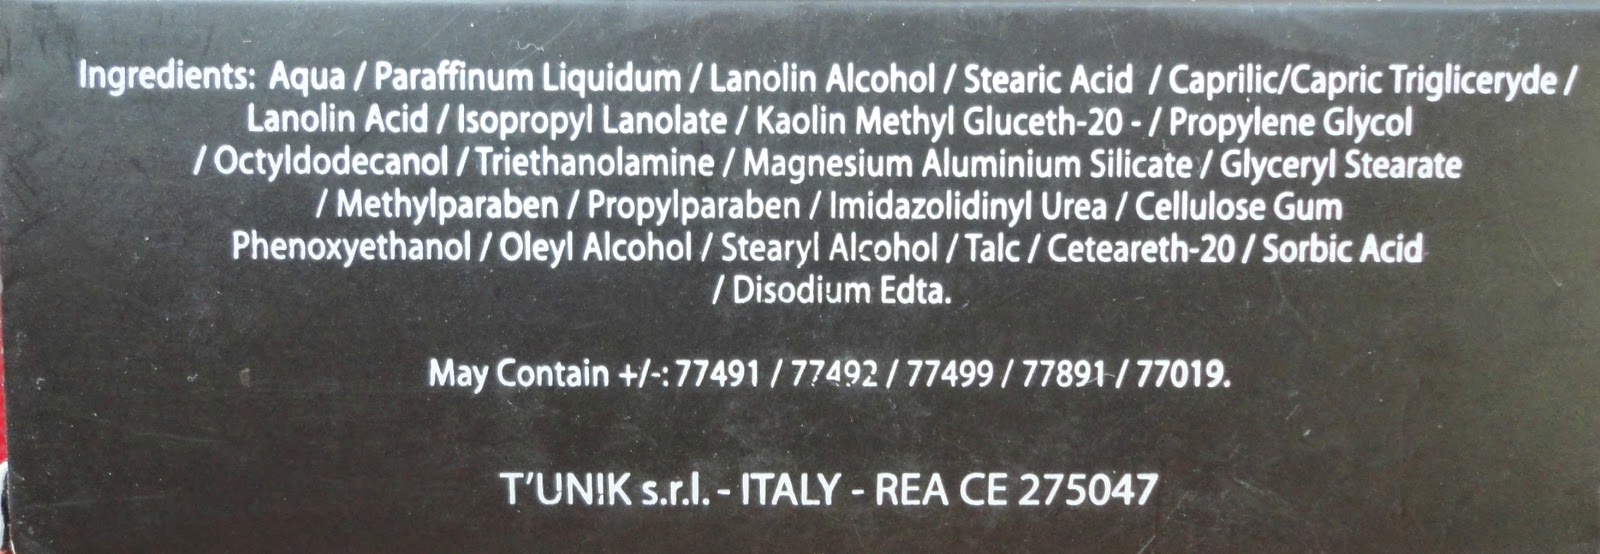 Ingredients: Aqua / Paraffinum Liquidum / Lanolin Alcohol / Stearic Acid / Caprilic/Capric Trigliceryde /
Lanolin Acid / Isopropyl Lanolate / Kaolin Methyl Gluceth-20 - / Propylene Glycol
/ Octyldodecanol / Triethanolamine / Magnesium Aluminium Silicate / Glyceryl Stearate
/ Methylparaben / Propylparaben / Imidazolidinyl Urea / Cellulose Gum
Phenoxyethanol / Oleyl Alcohol / Stearyl Alcohol / Talc / Ceteareth-20 / Sorbic Acid
/ Disodium Edta.
May Contain +/-: 77491 / 77492 / 77499 / 77891 / 77019.
T'UN!K s.r.l. - ITALY - REA CE 275047